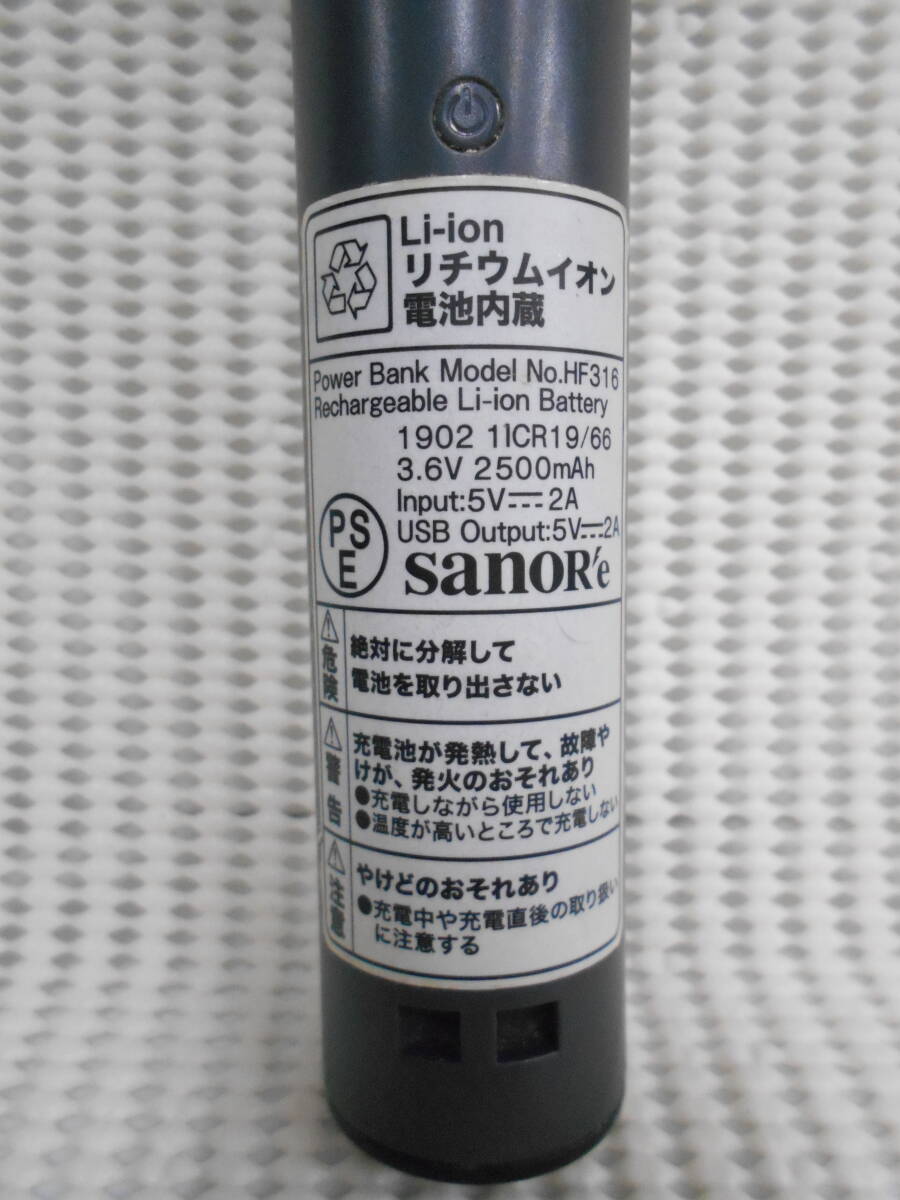 Li-ion
リチウムイオン
電池内蔵
Power Bank Model No.HF316
Rechargeable Li-ion Battery
1902 1ICR19/66
3.6V 2500mAh
Input:5V⎓2A
USB Output:5V⎓2A
PS
E
sanoR'e
危険
絶対に分解して
電池を取り出さない
警告
充電池が発熱して、故障や
けが、発火のおそれあり
●充電しながら使用しない
●温度が高いところで充電しない
注意
やけどのおそれあり
●充電中や充電直後の取り扱い
に注意する